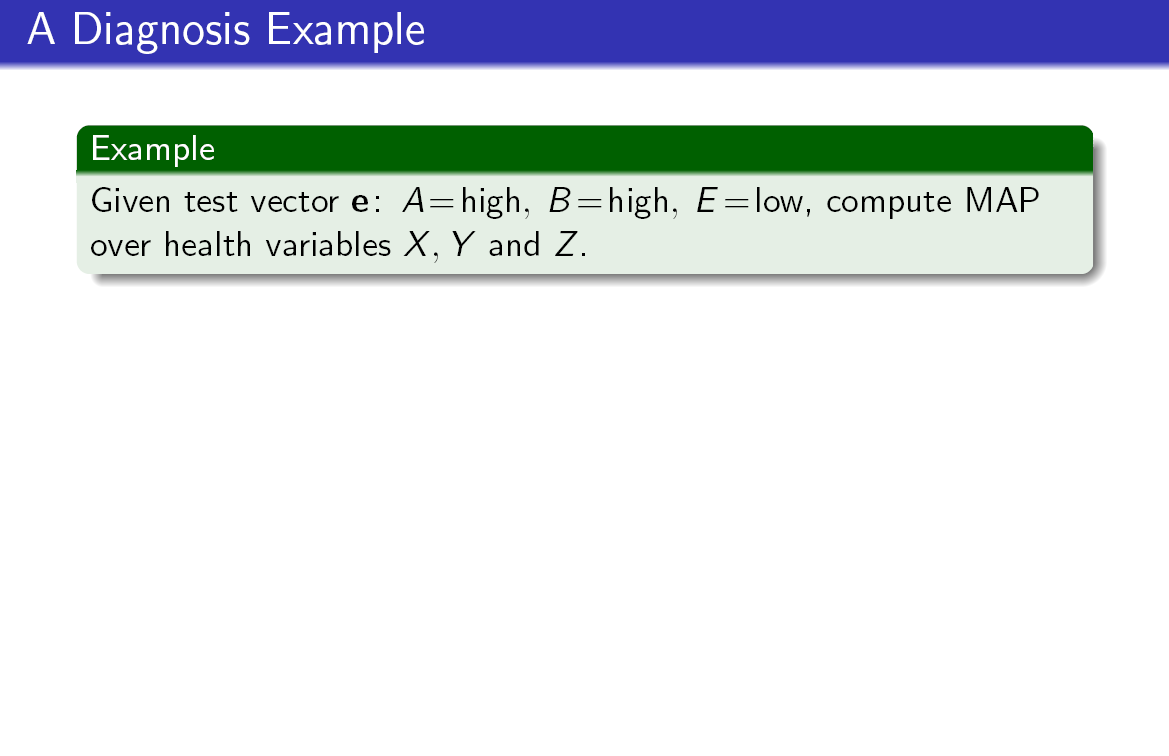 A Diagnosis Example
Example
Given test vector e: A=high, B=high, E=low, compute MAP
over health variables X, Y and Z.